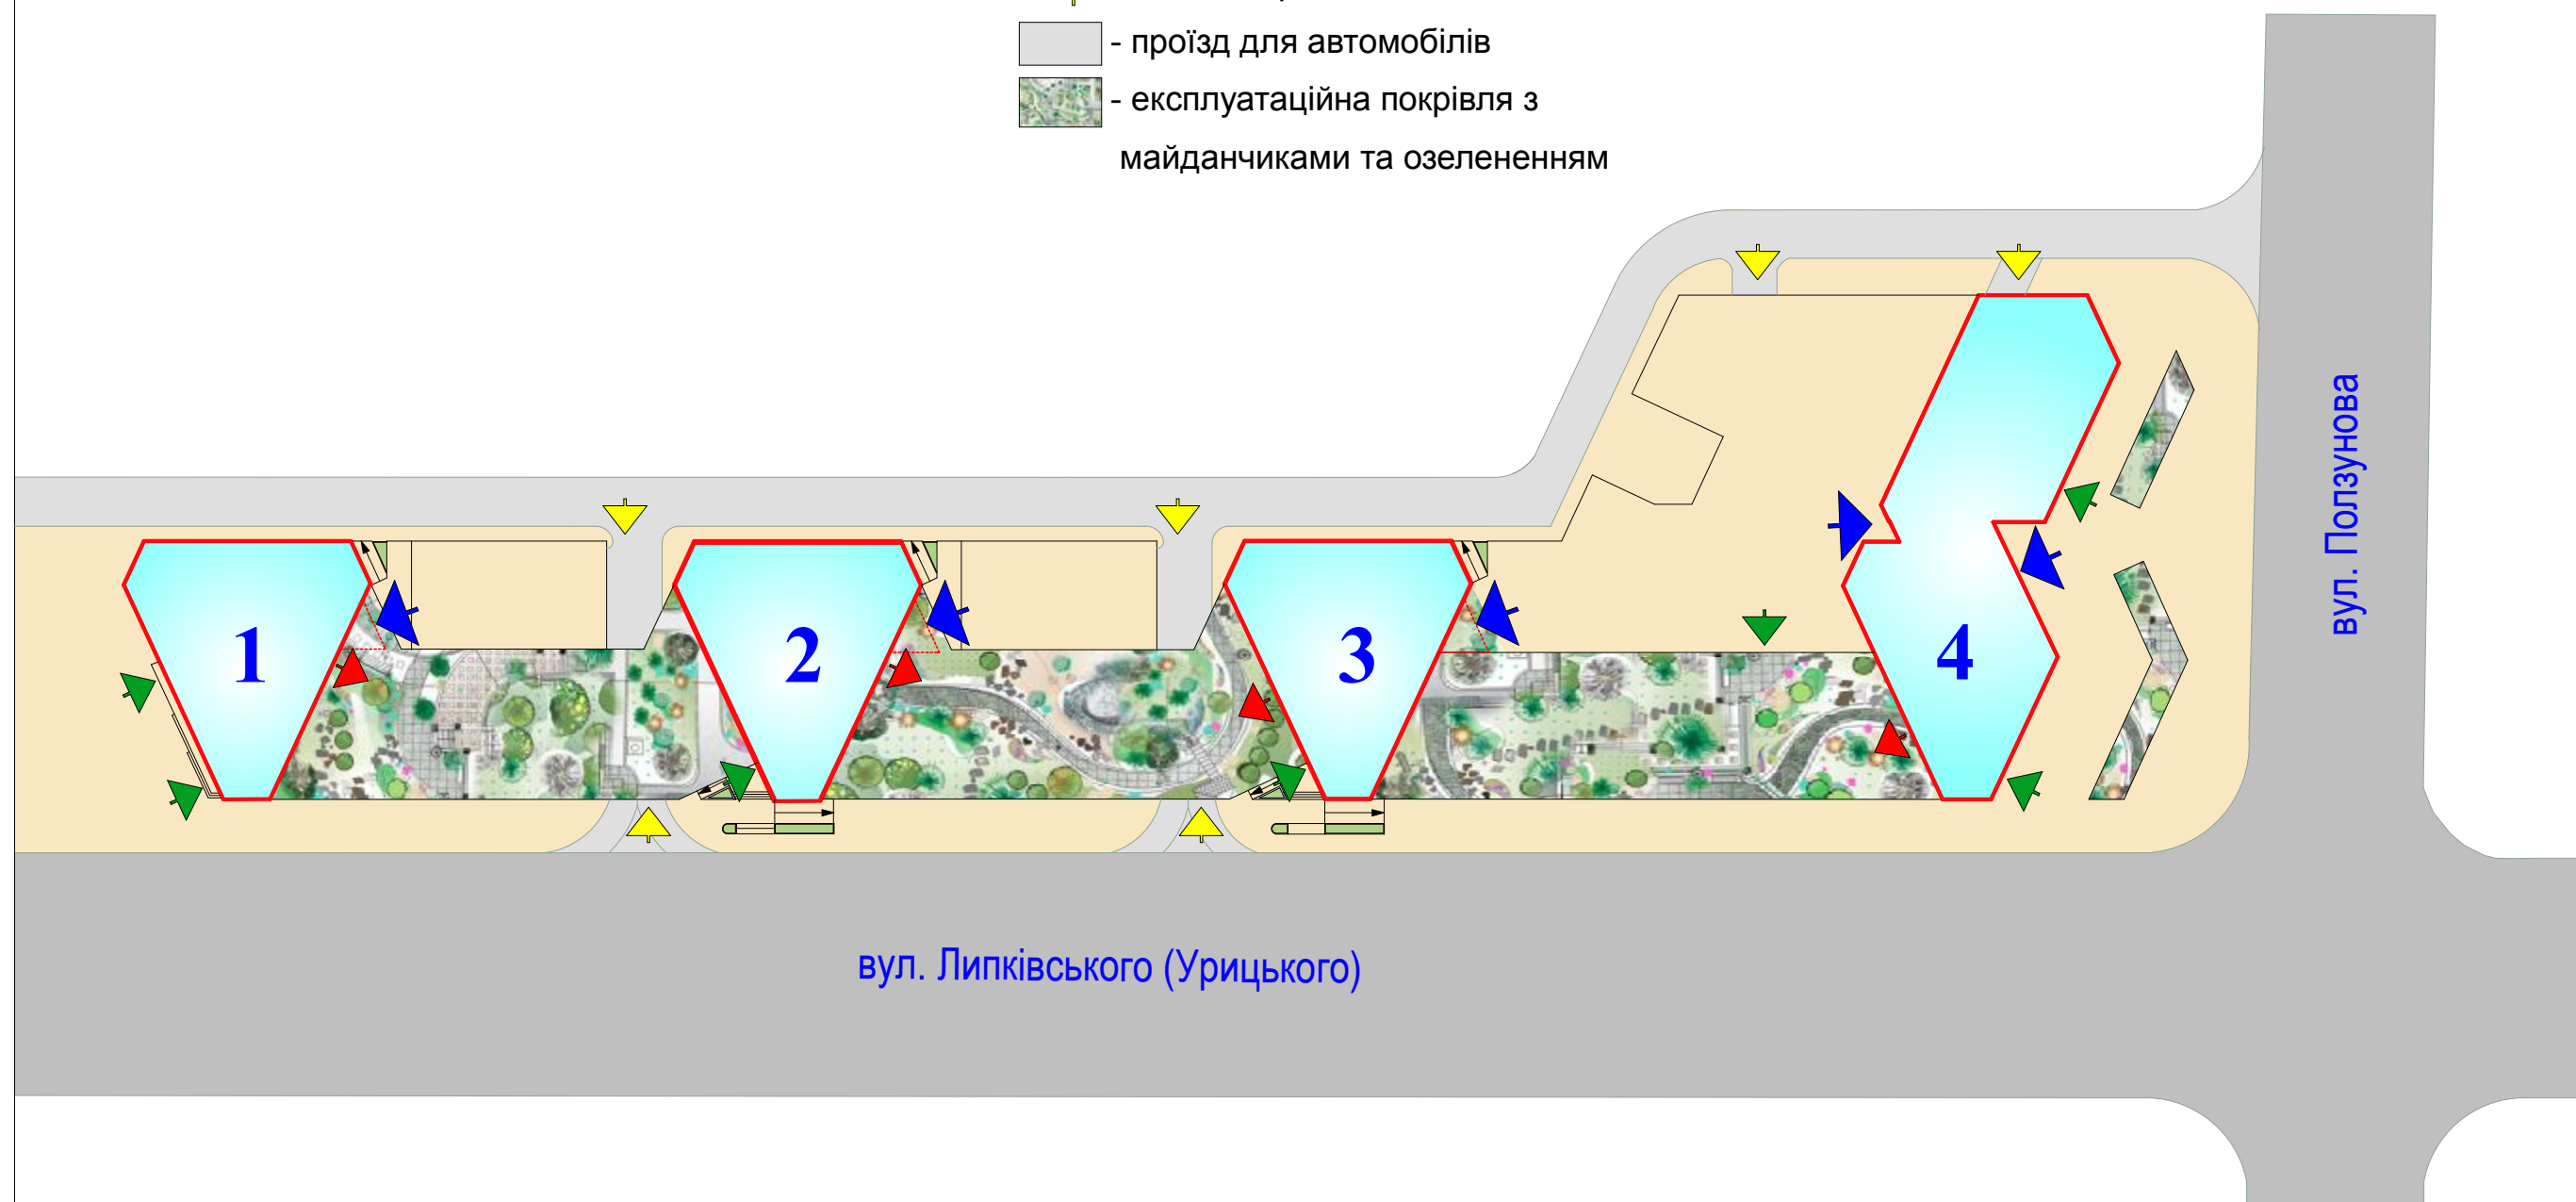 - проїзд для автомобілів
- експлуатаційна покрівля з
майданчиками та озелененням
1
2
3
4
вул. Ползунова
вул. Липківського (Урицького)